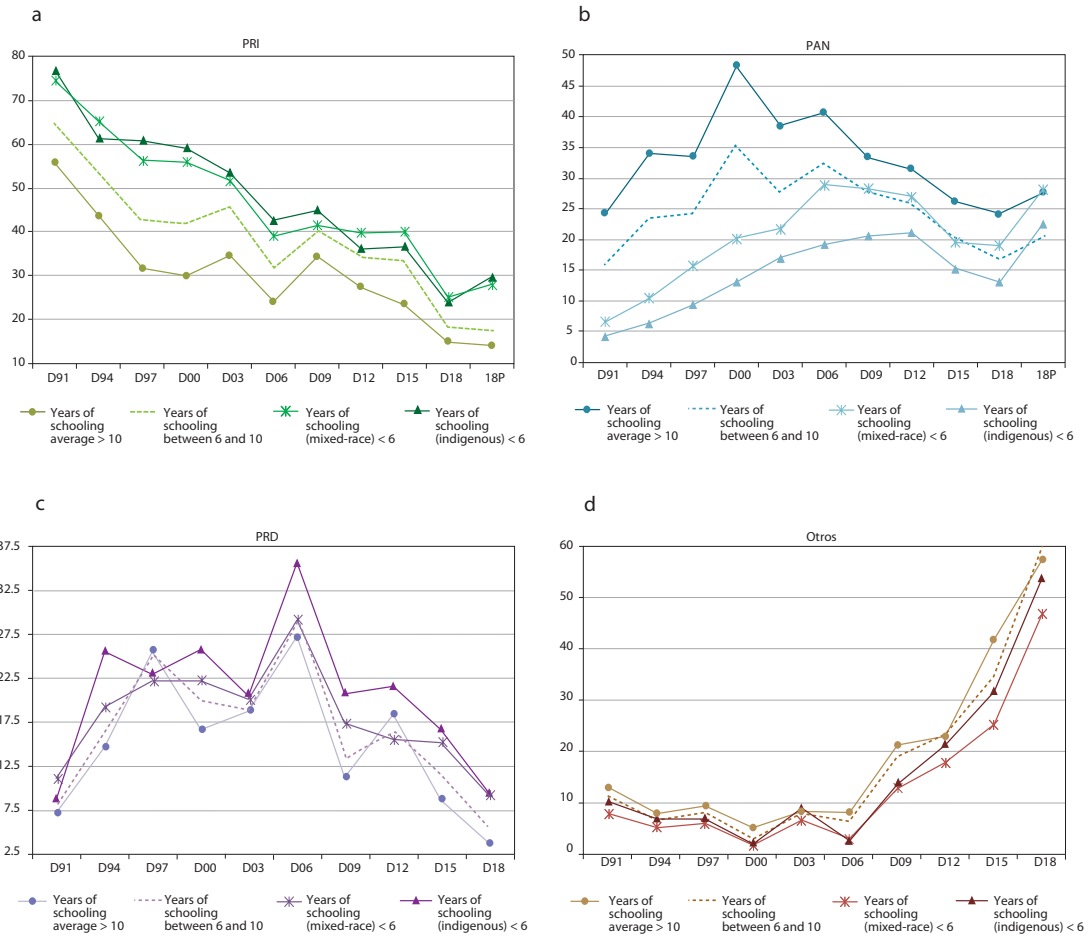 a
PRI
80
70
60
50
40
30
20
10
D91 D94 D97 D00 D03 D06 D09 D12 D15 D18 18P
Years of
schooling
average > 10
Years of
schooling
between 6 and 10
Years of
schooling
(mixed-race) < 6
Years of
schooling
(indigenous) < 6
b
PAN
50
45
40
35
30
25
20
15
10
5
0
D91 D94 D97 D00 D03 D06 D09 D12 D15 D18 18P
Years of
schooling
average > 10
Years of
schooling
between 6 and 10
Years of
schooling
(mixed-race) < 6
Years of
schooling
(indigenous) < 6
c
PRD
37.5
32.5
27.5
22.5
17.5
12.5
7.5
2.5
D91 D94 D97 D00 D03 D06 D09 D12 D15 D18
Years of
schooling
average > 10
Years of
schooling
between 6 and 10
Years of
schooling
(mixed-race) < 6
Years of
schooling
(indigenous) < 6
d
Otros
60
50
40
30
20
10
0
D91 D94 D97 D00 D03 D06 D09 D12 D15 D18
Years of
schooling
average > 10
Years of
schooling
between 6 and 10
Years of
schooling
(mixed-race) < 6
Years of
schooling
(indigenous) < 6